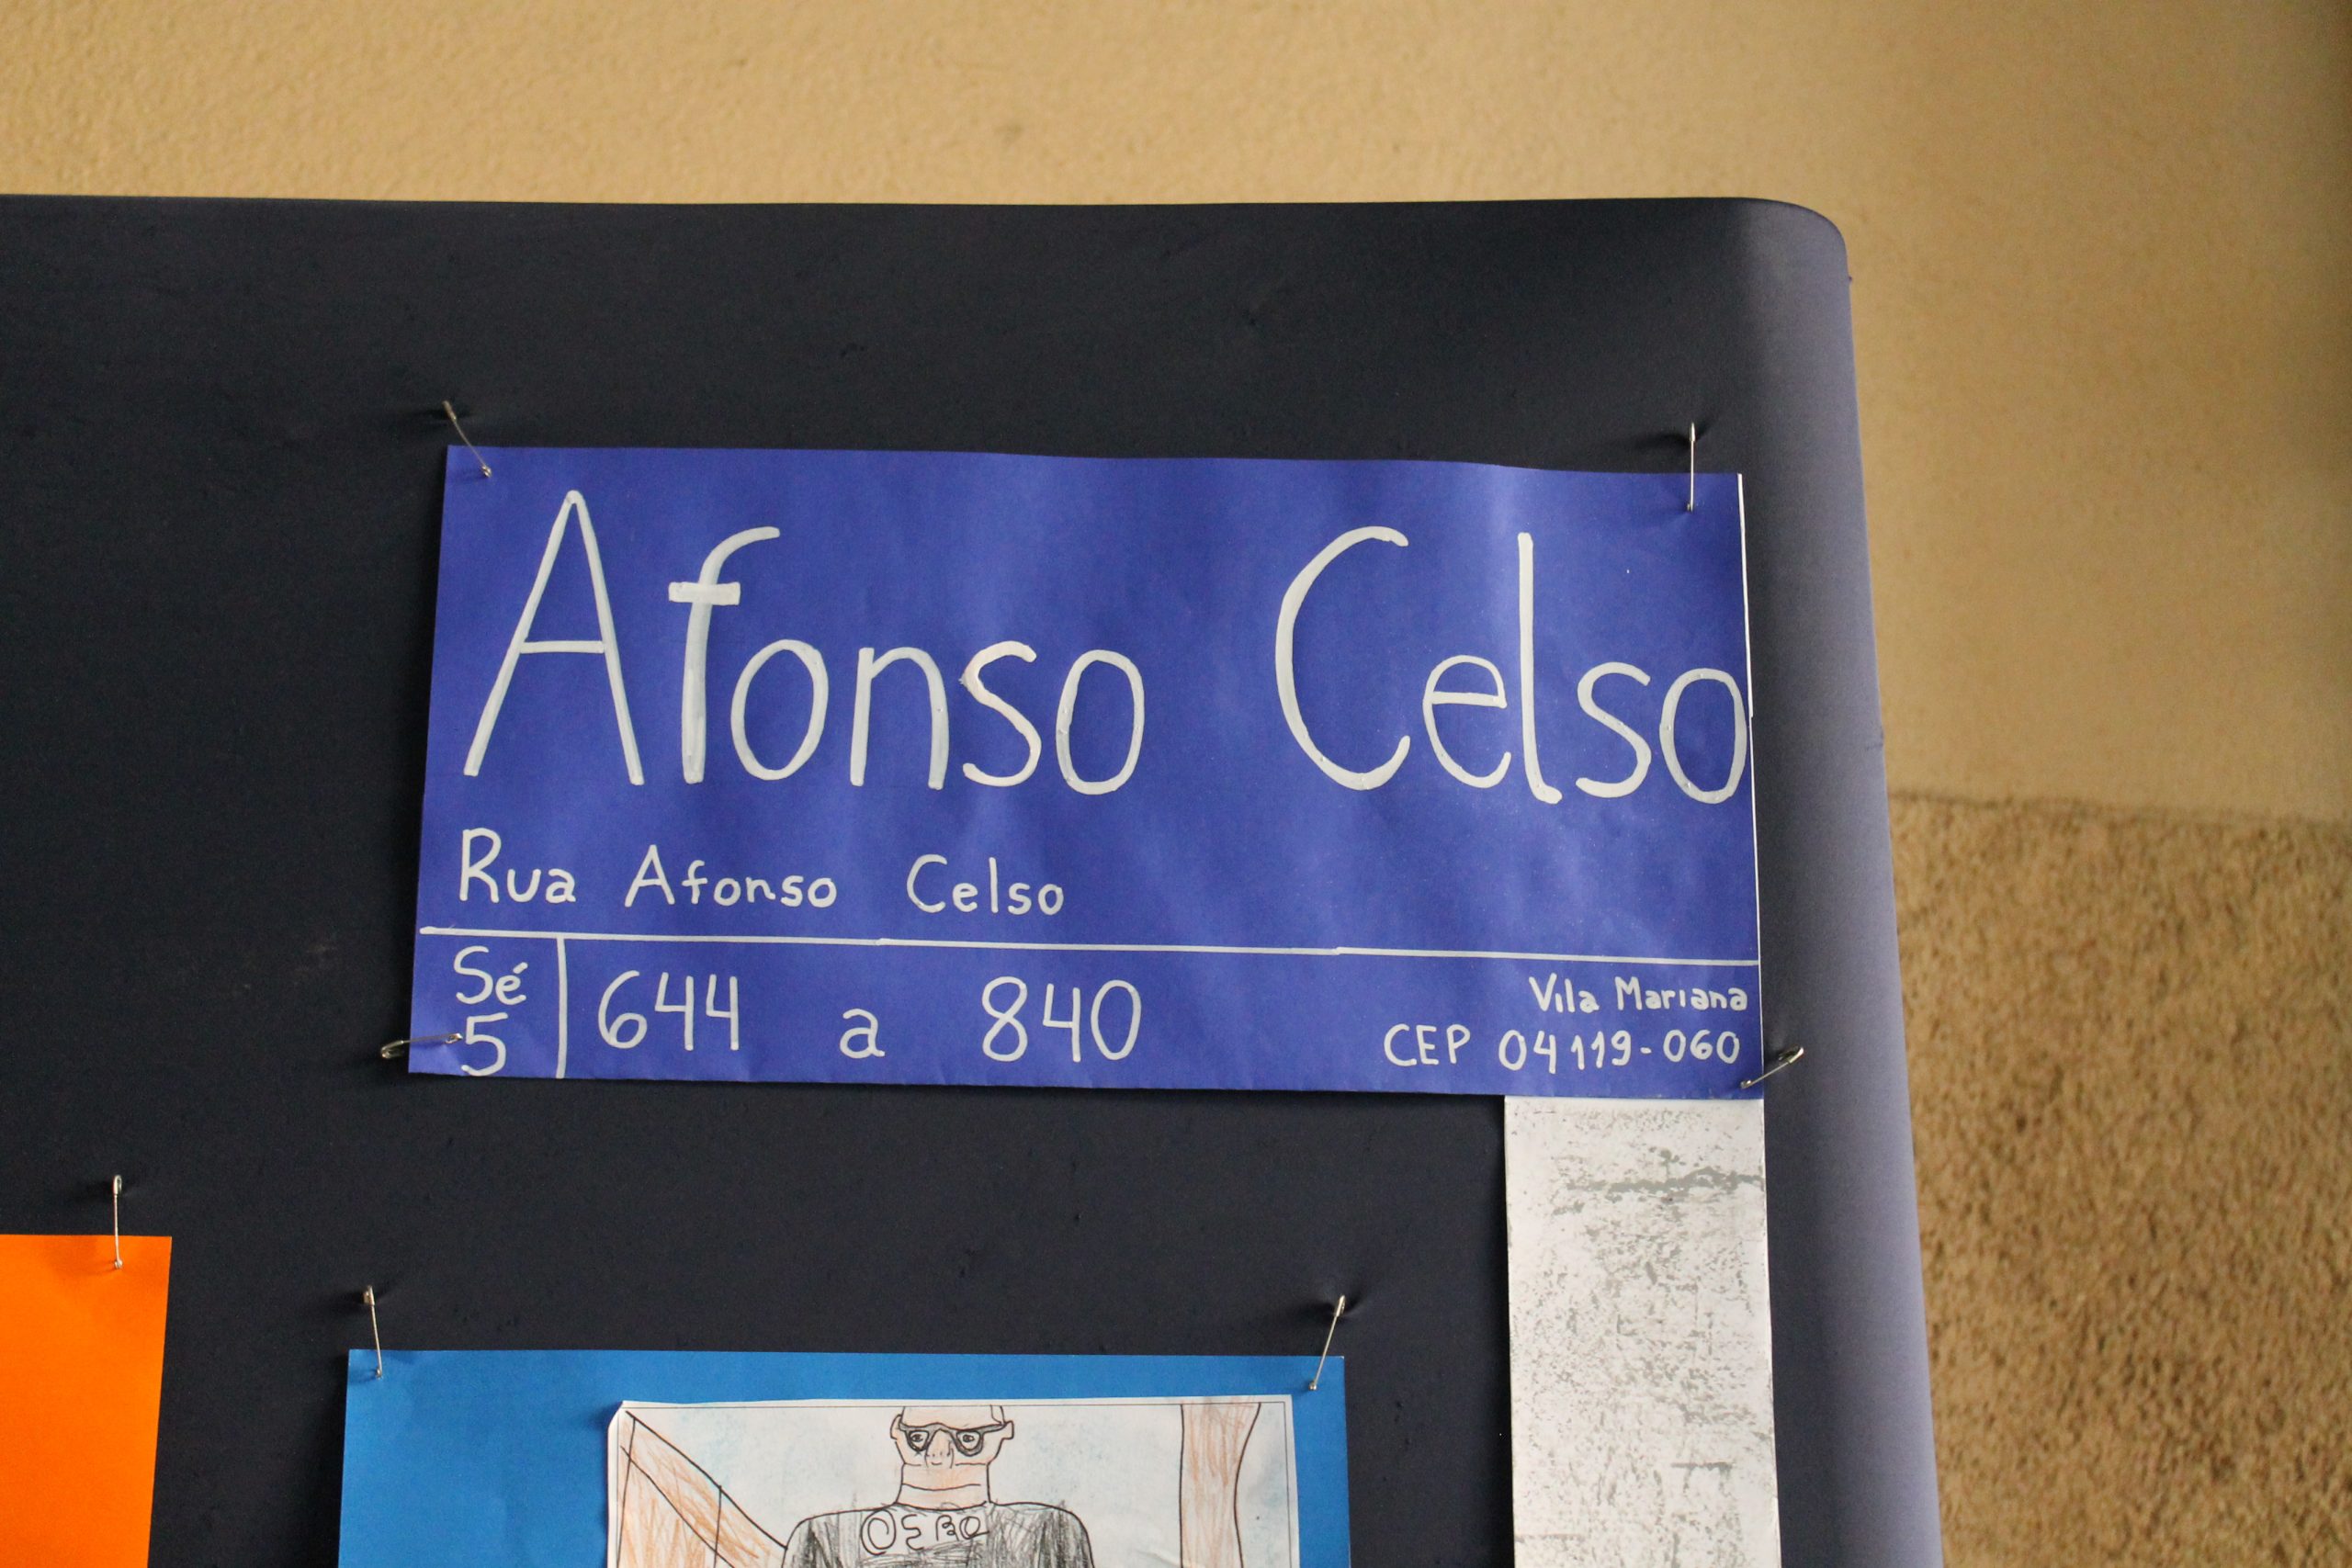 Afonso Celso
Rua Afonso Celso
Sé
5
644 a 840
Vila Mariana
CEP 04119-060